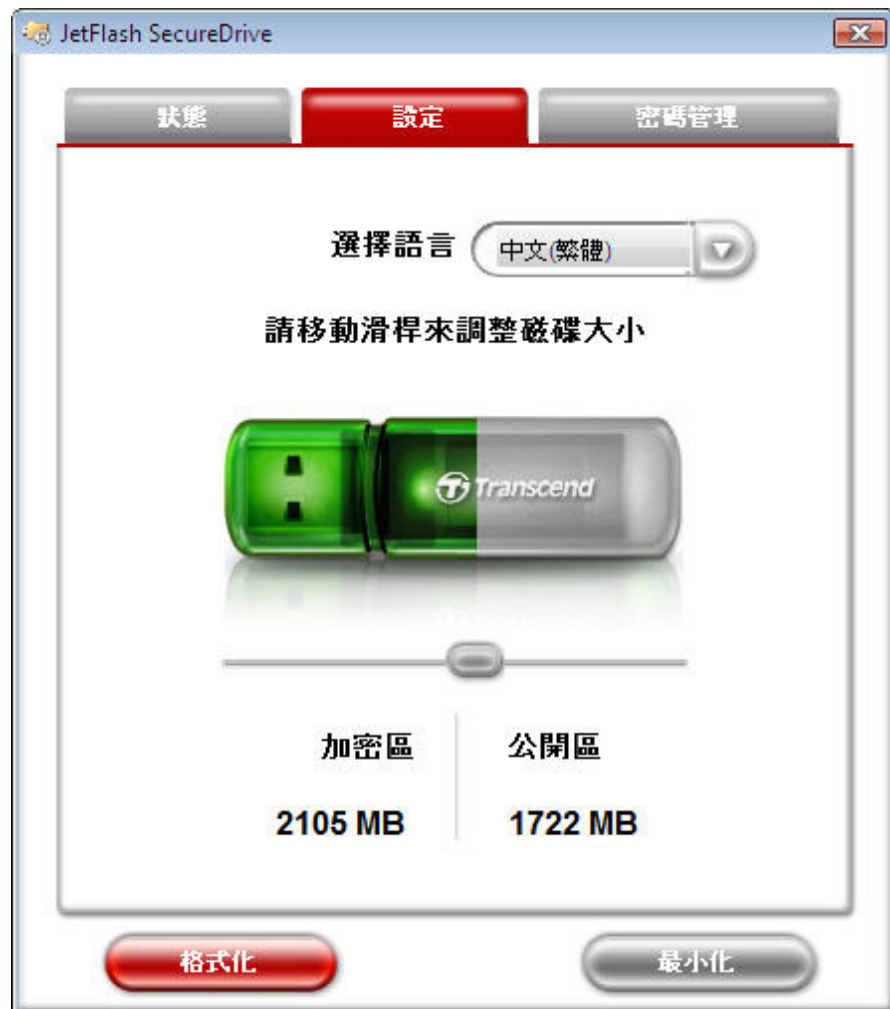 JetFlash SecureDrive
狀態 設定 密碼管理
選擇語言 中文(繁體)
請移動滑桿來調整磁碟大小
Transcend
加密區 公開區
2105 MB 1722 MB
格式化 最小化